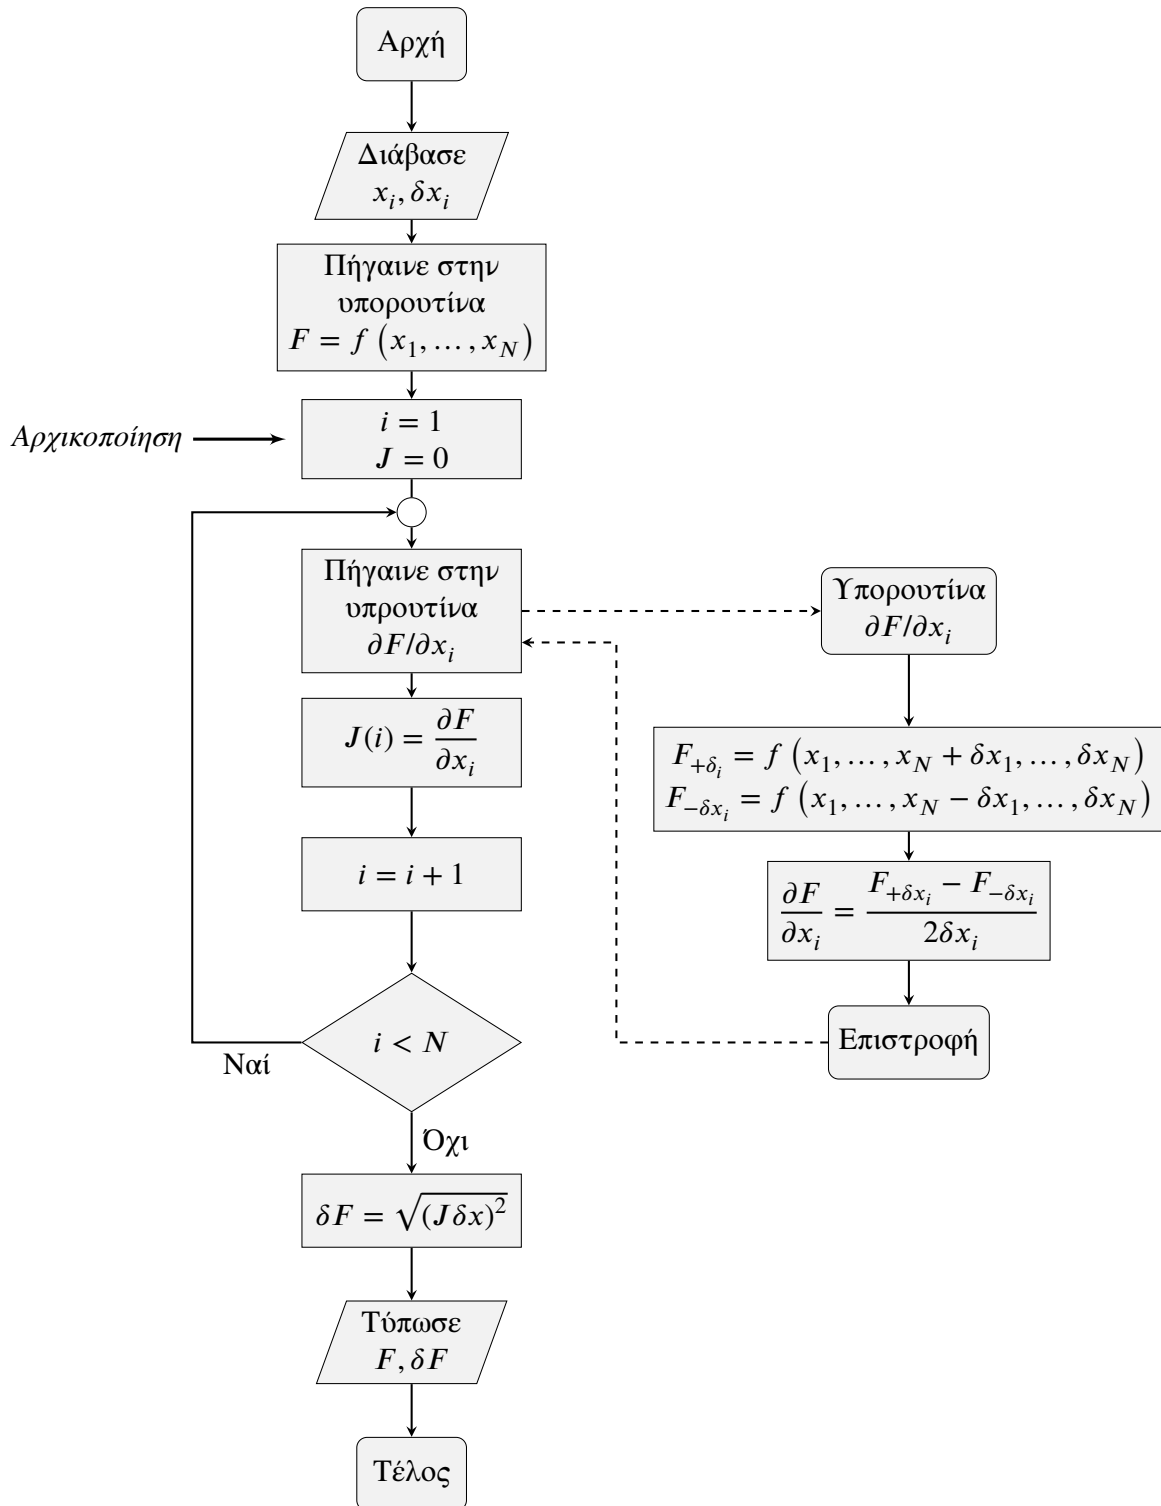 Αρχή
Διάβασε
x_i, δx_i
Πήγαινε στην
υπορουτίνα
F = f (x_1, … , x_N)
Αρχικοποίηση
i = 1
J = 0
Πήγαινε στην
υπρουτίνα
∂F/∂x_i
J(i) = ∂F/∂x_i
i = i + 1
i < N
Ναί
Όχι
δF = √(Jδx)^2
Τύπωσε
F, δF
Τέλος
Υπορουτίνα
∂F/∂x_i
F_{+δ_i} = f (x_1, … , x_N + δx_1, … , δx_N)
F_{−δx_i} = f (x_1, … , x_N − δx_1, … , δx_N)
∂F/∂x_i = (F_{+δx_i} − F_{−δx_i})/2δx_i
Επιστροφή